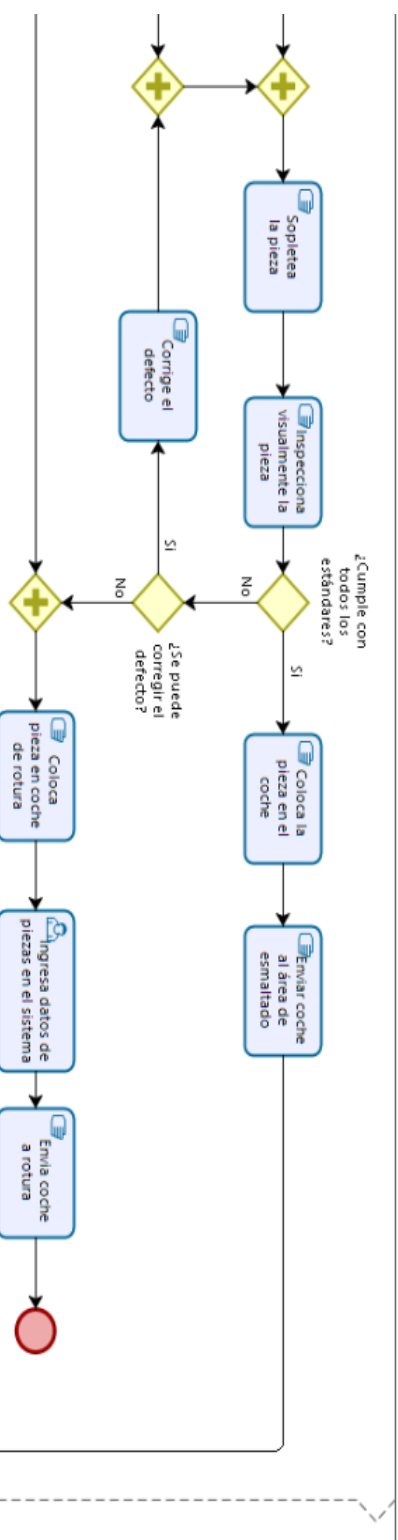 Sopletea
la pieza
Inspecciona
visualmente la
pieza
¿Cumple con
todos los
estándares?
Si
No
Coloca la
pieza en el
coche
Enviar coche
al área de
esmaltado
Corrige el
defecto
Si
¿Se puede
corregir el
defecto?
No
Coloca
pieza en coche
de rotura
Ingresa datos de
piezas en el sistema
Envia coche
a rotura